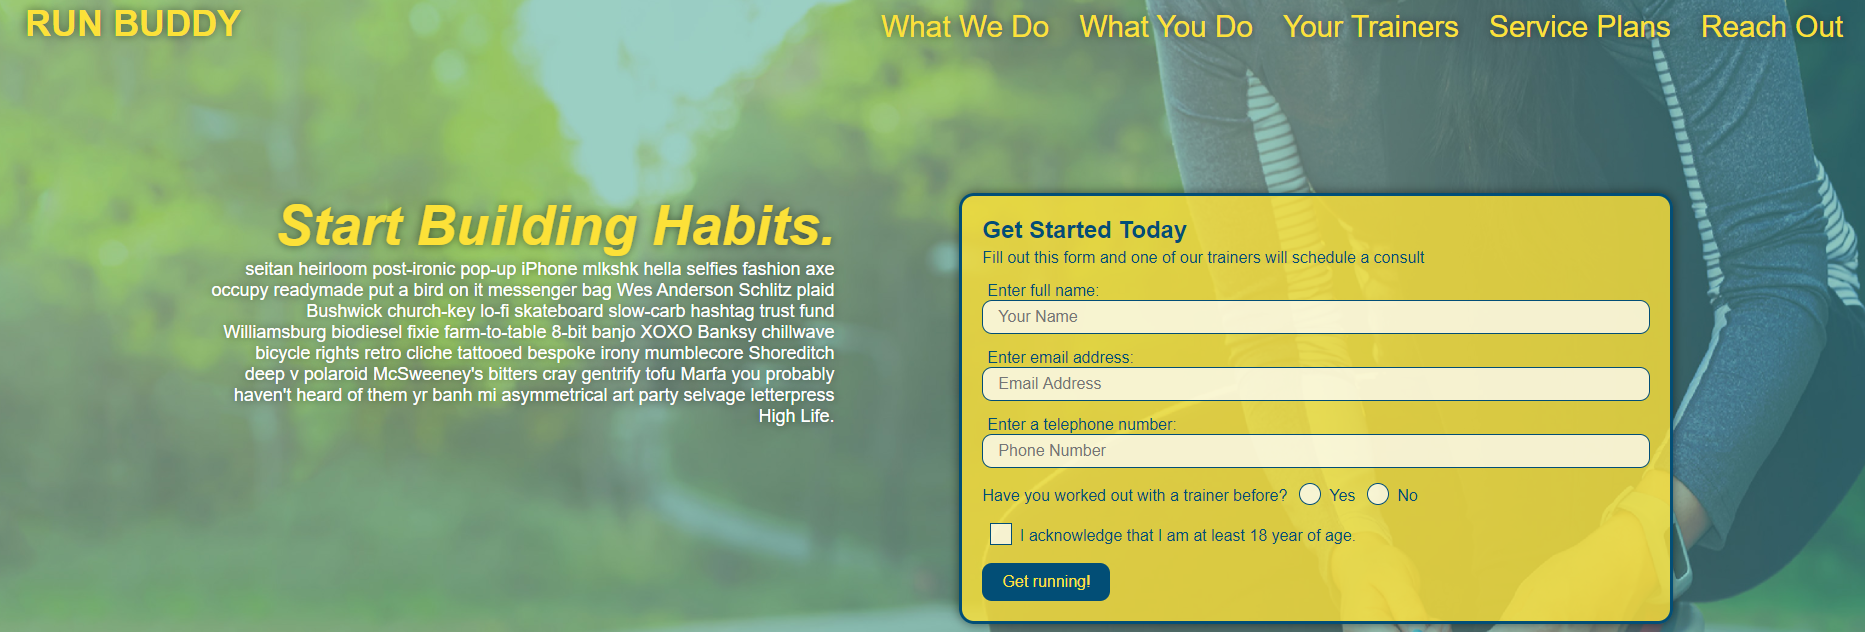 RUN BUDDY
What We Do What You Do Your Trainers Service Plans Reach Out
Start Building Habits.
seitan heirloom post-ironic pop-up iPhone mlkshk hella selfies fashion axe
occupy readymade put a bird on it messenger bag Wes Anderson Schlitz plaid
Bushwick church-key lo-fi skateboard slow-carb hashtag trust fund
Williamsburg biodiesel fixie farm-to-table 8-bit banjo XOXO Banksy chillwave
bicycle rights retro cliche tattooed bespoke irony mumblecore Shoreditch
deep v polaroid McSweeney's bitters cray gentrify tofu Marfa you probably
haven't heard of them yr banh mi asymmetrical art party selvage letterpress
High Life.
Get Started Today
Fill out this form and one of our trainers will schedule a consult
Enter full name:
Your Name
Enter email address:
Email Address
Enter a telephone number:
Phone Number
Have you worked out with a trainer before? Yes No
I acknowledge that I am at least 18 year of age.
Get running!